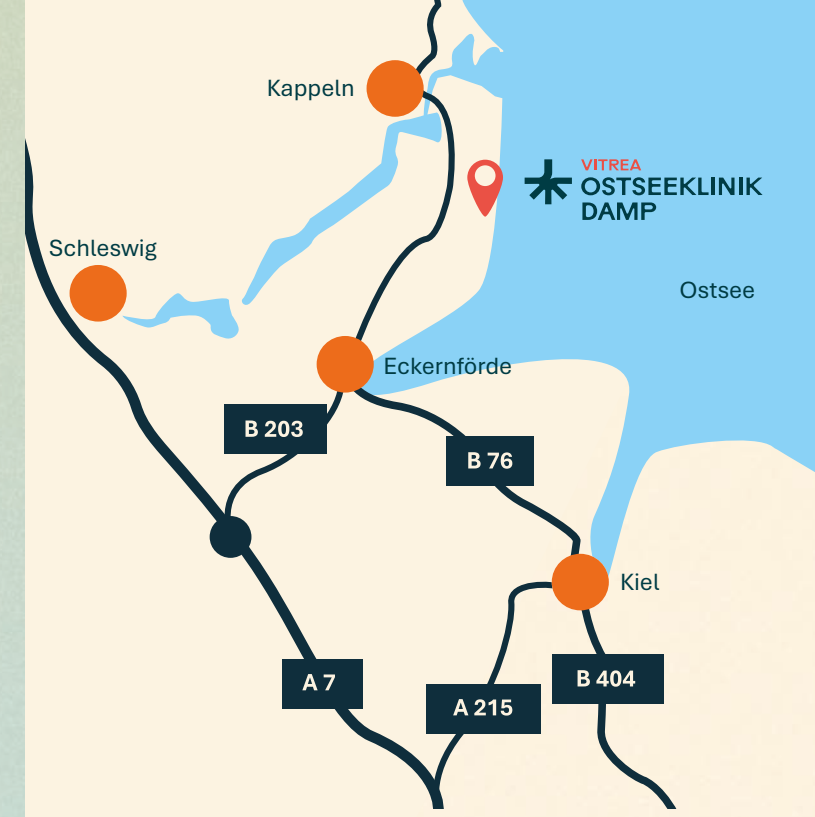 Kappeln
VITREA
OSTSEEKLINIK
DAMP
Schleswig
Ostsee
Eckernförde
B 203
B 76
Kiel
A 7
B 404
A 215